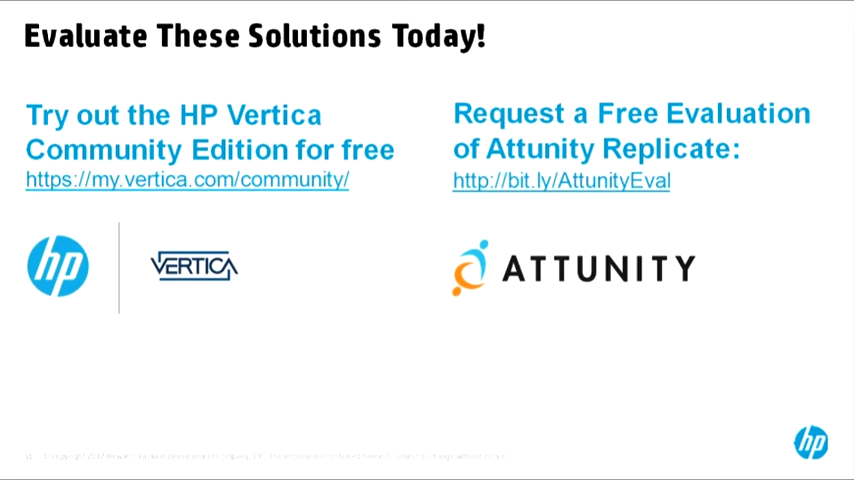 Evaluate These Solutions Today!
Try out the HP Vertica
Community Edition for free
https://my.vertica.com/community/
Request a Free Evaluation
of Attunity Replicate:
http://bit.ly/AttunityEval
hp
VERTICA
ATTUNITY
hp